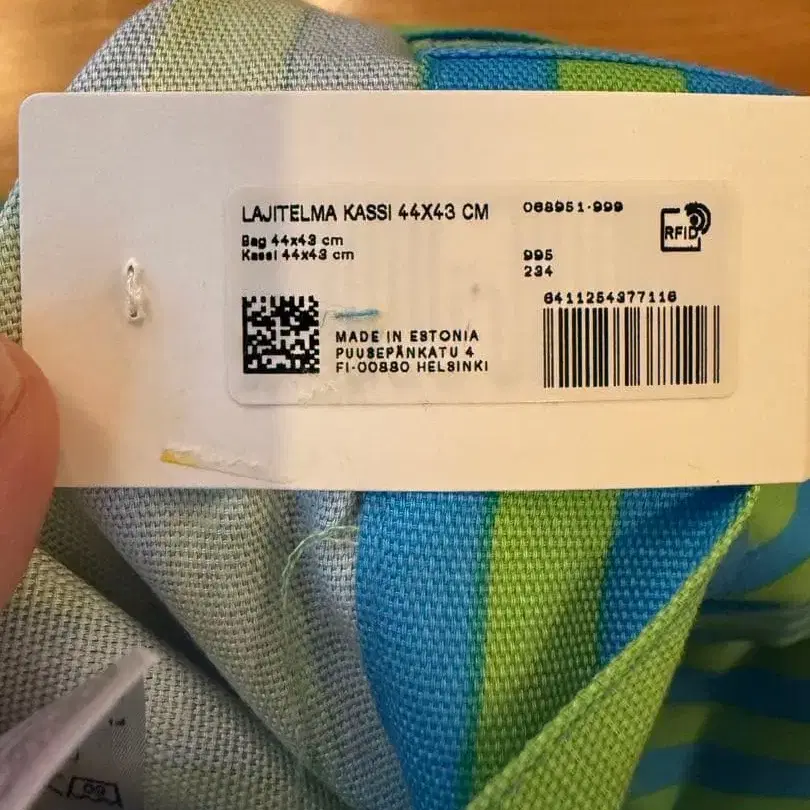 LAJITELMA KASSI 44X43 CM
Bag 44x43 cm
Kassi 44x43 cm
068951-999
995
234
RFID
6411254377116
MADE IN ESTONIA
PUUSEPÄNKATU 4
FI-00880 HELSINKI